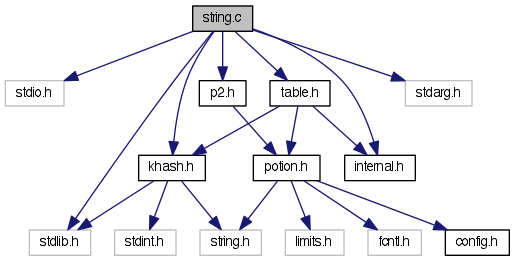 string.c
stdio.h
p2.h
table.h
stdarg.h
khash.h
potion.h
internal.h
stdlib.h
stdint.h
string.h
limits.h
fcntl.h
config.h